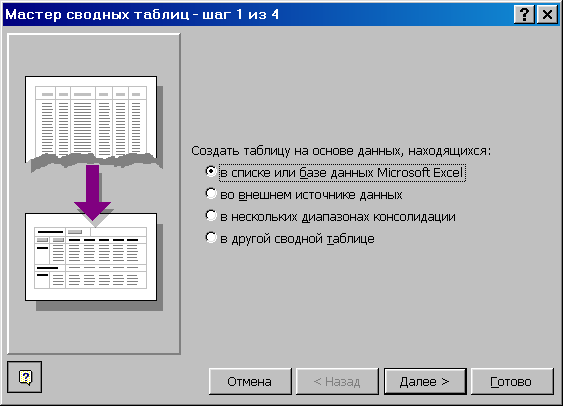 Мастер сводных таблиц - шаг 1 из 4
Создать таблицу на основе данных, находящихся:
в списке или базе данных Microsoft Excel
во внешнем источнике данных
в нескольких диапазонах консолидации
в другой сводной таблице
Отмена
< Назад
Далее >
Готово